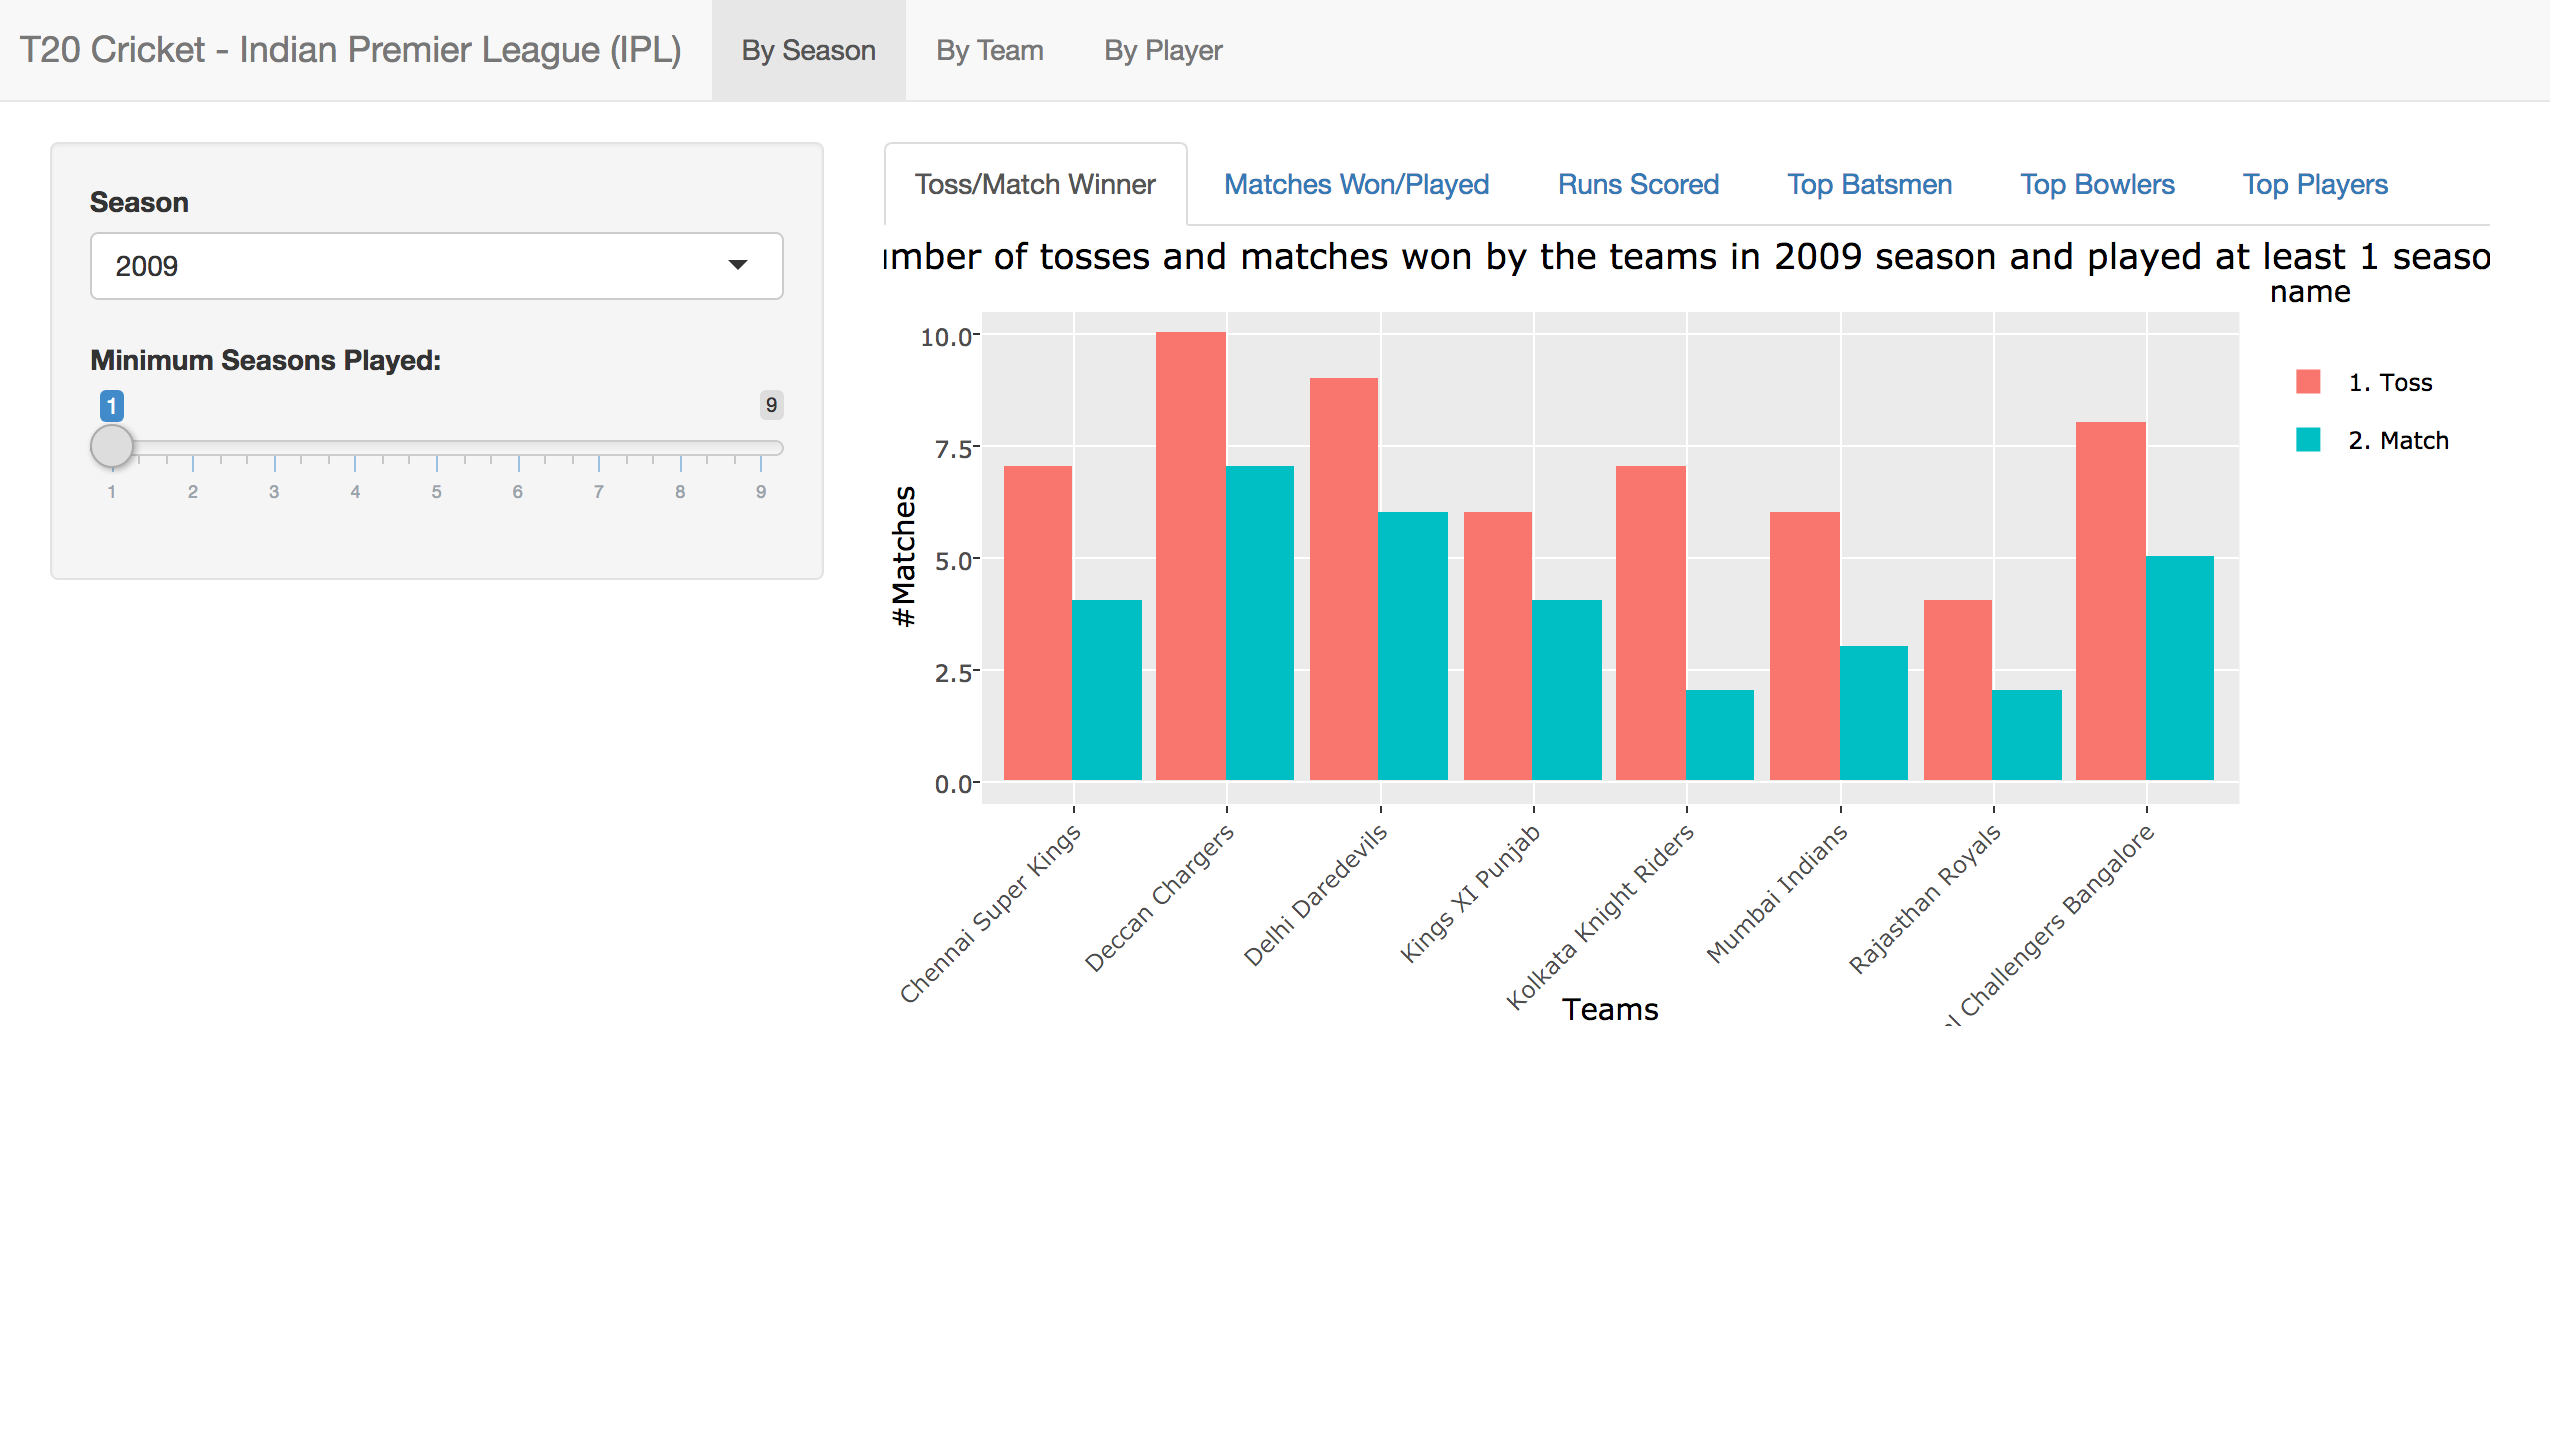 T20 Cricket - Indian Premier League (IPL) By Season By Team By Player
Season
2009
Minimum Seasons Played:
1 9
1 2 3 4 5 6 7 8 9
Toss/Match Winner Matches Won/Played Runs Scored Top Batsmen Top Bowlers Top Players
of tosses and matches won by the teams in 2009 season and played at least 1
name
1. Toss
2. Match
#Matches
10.0
7.5
5.0
2.5
0.0
Chennai Super Kings
Deccan Chargers
Delhi Daredevils
Kings XI Punjab
Kolkata Knight Riders
Mumbai Indians
Rajasthan Royals
Challengers Bangalore
Teams